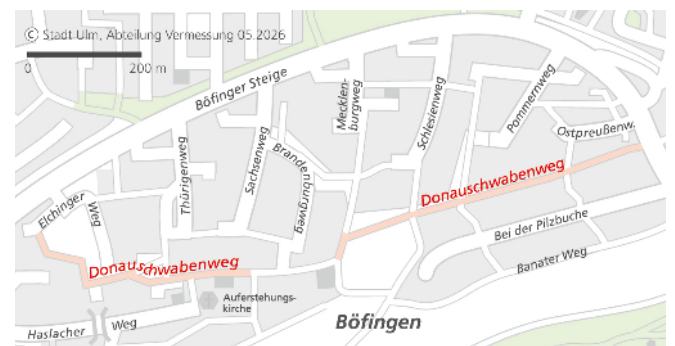 © Stadt Ulm, Abteilung Vermessung 05.2026
0 200 m
Böfinger Steige
Mecklen-
burgweg
Schlesienweg
Pommernweg
Ostpreußenw.
Thürigenweg
Sachsenweg
Brandenburgweg
Donauschwabenweg
Elchinger
Weg
Bei der Pilzbuche
Banater Weg
Donauschwabenweg
Auferstehungs-
kirche
Haslacher Weg
Böfingen